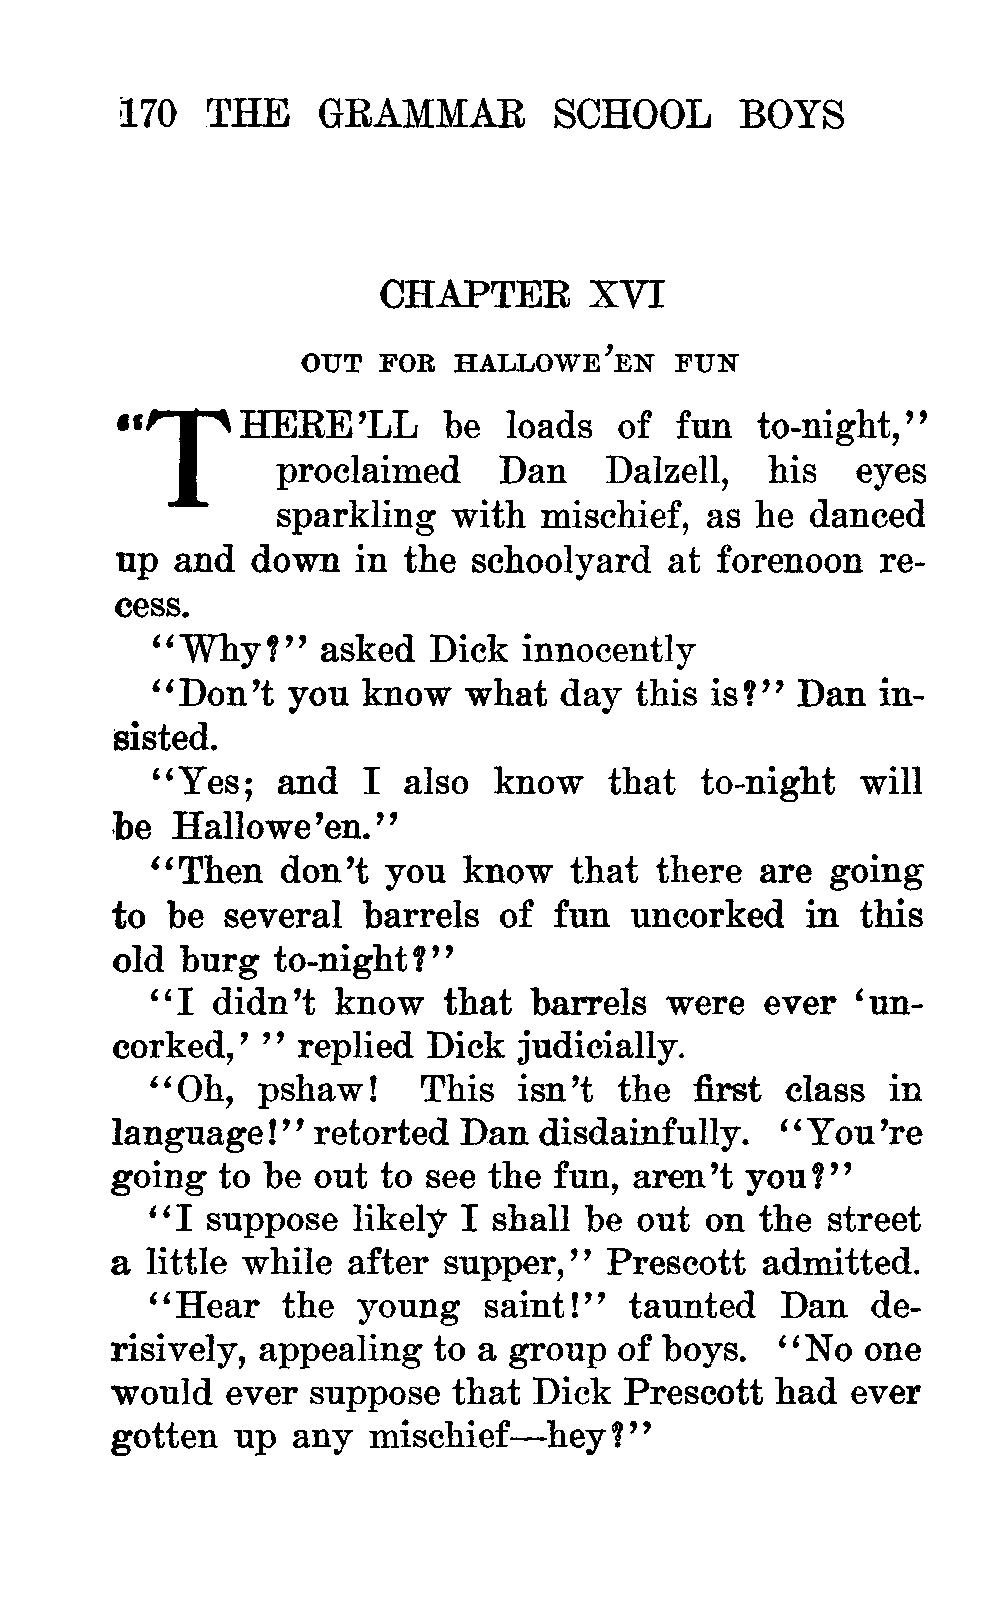 170 THE GRAMMAR SCHOOL BOYS
CHAPTER XVI
OUT FOR HALLOWE'EN FUN
"THERE'LL be loads of fun to-night,"
proclaimed Dan Dalzell, his eyes
sparkling with mischief, as he danced
up and down in the schoolyard at forenoon re-
cess.
"Why?" asked Dick innocently
"Don't you know what day this is?" Dan in-
sisted.
"Yes; and I also know that to-night will
be Hallowe'en."
"Then don't you know that there are going
to be several barrels of fun uncorked in this
old burg to-night?"
"I didn't know that barrels were ever 'un-
corked,' " replied Dick judicially.
"Oh, pshaw! This isn't the first class in
language!" retorted Dan disdainfully. "You're
going to be out to see the fun, aren't you?"
"I suppose likely I shall be out on the street
a little while after supper," Prescott admitted.
"Hear the young saint!" taunted Dan de-
risively, appealing to a group of boys. "No one
would ever suppose that Dick Prescott had ever
gotten up any mischief—hey?"